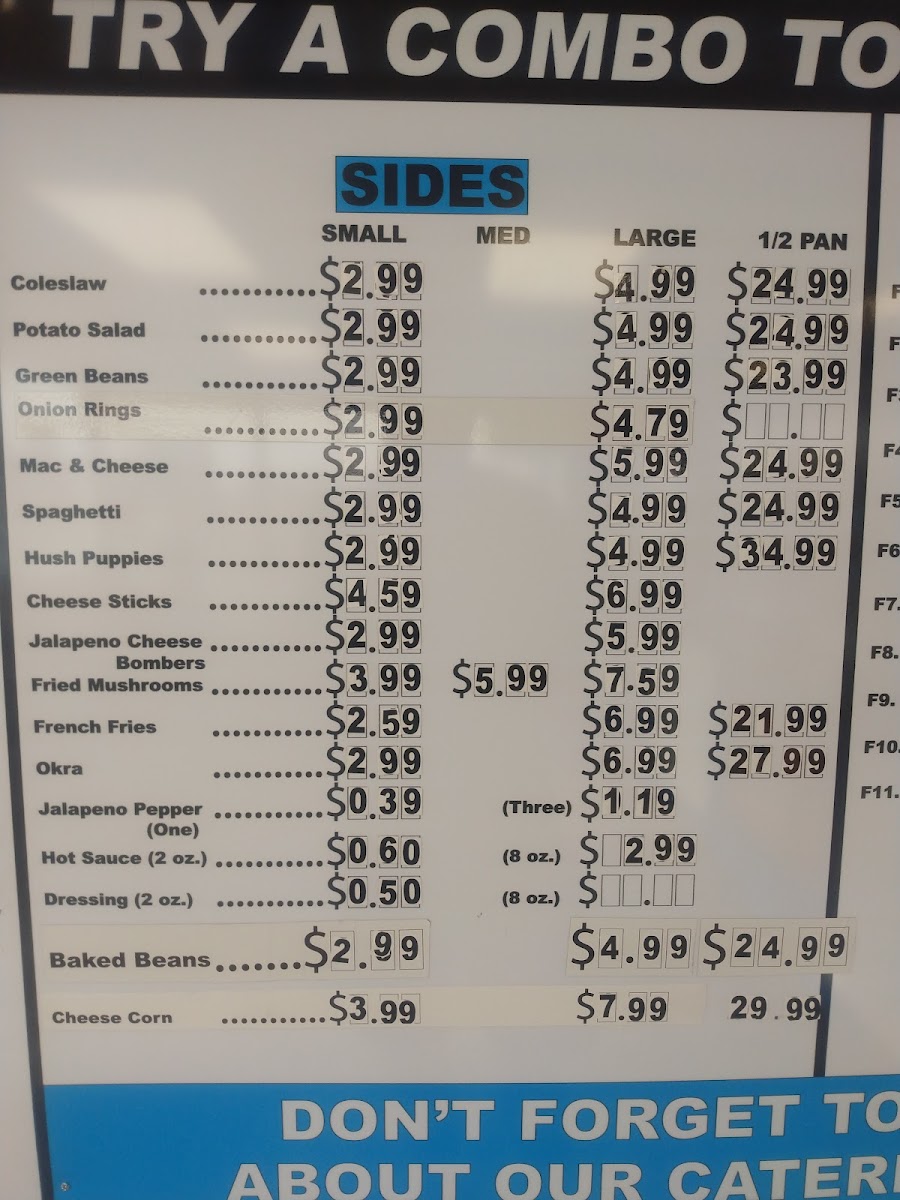 TRY A COMBO TO
SIDES
SMALL MED LARGE 1/2 PAN
Coleslaw ............$2.99 $4.99 $24.99
Potato Salad ............$2.99 $4.99 $24.99
Green Beans ............$2.99 $4.99 $23.99
Onion Rings ............$2.99 $4.79 $ .
Mac & Cheese ............$2.99 $5.99 $24.99
Spaghetti ............$2.99 $4.99 $24.99
Hush Puppies ............$2.99 $4.99 $34.99
Cheese Sticks ............$4.59 $6.99
Jalapeno Cheese ............$2.99 $5.99
Bombers
Fried Mushrooms ............$3.99 $5.99 $7.59
French Fries ............$2.59 $6.99 $21.99
Okra ............$2.99 $6.99 $27.99
Jalapeno Pepper ............$0.39 (Three) $1.19
(One)
Hot Sauce (2 oz.) ............$0.60 (8 oz.) $ 2.99
Dressing (2 oz.) ............$0.50 (8 oz.) $ .
Baked Beans.......$2.99 $4.99 $24.99
Cheese Corn ............$3.99 $7.99 29.99
F
F
F3
F4
F5
F6
F7.
F8.
F9.
F10.
F11.
DON'T FORGET TO
ABOUT OUR CATERI